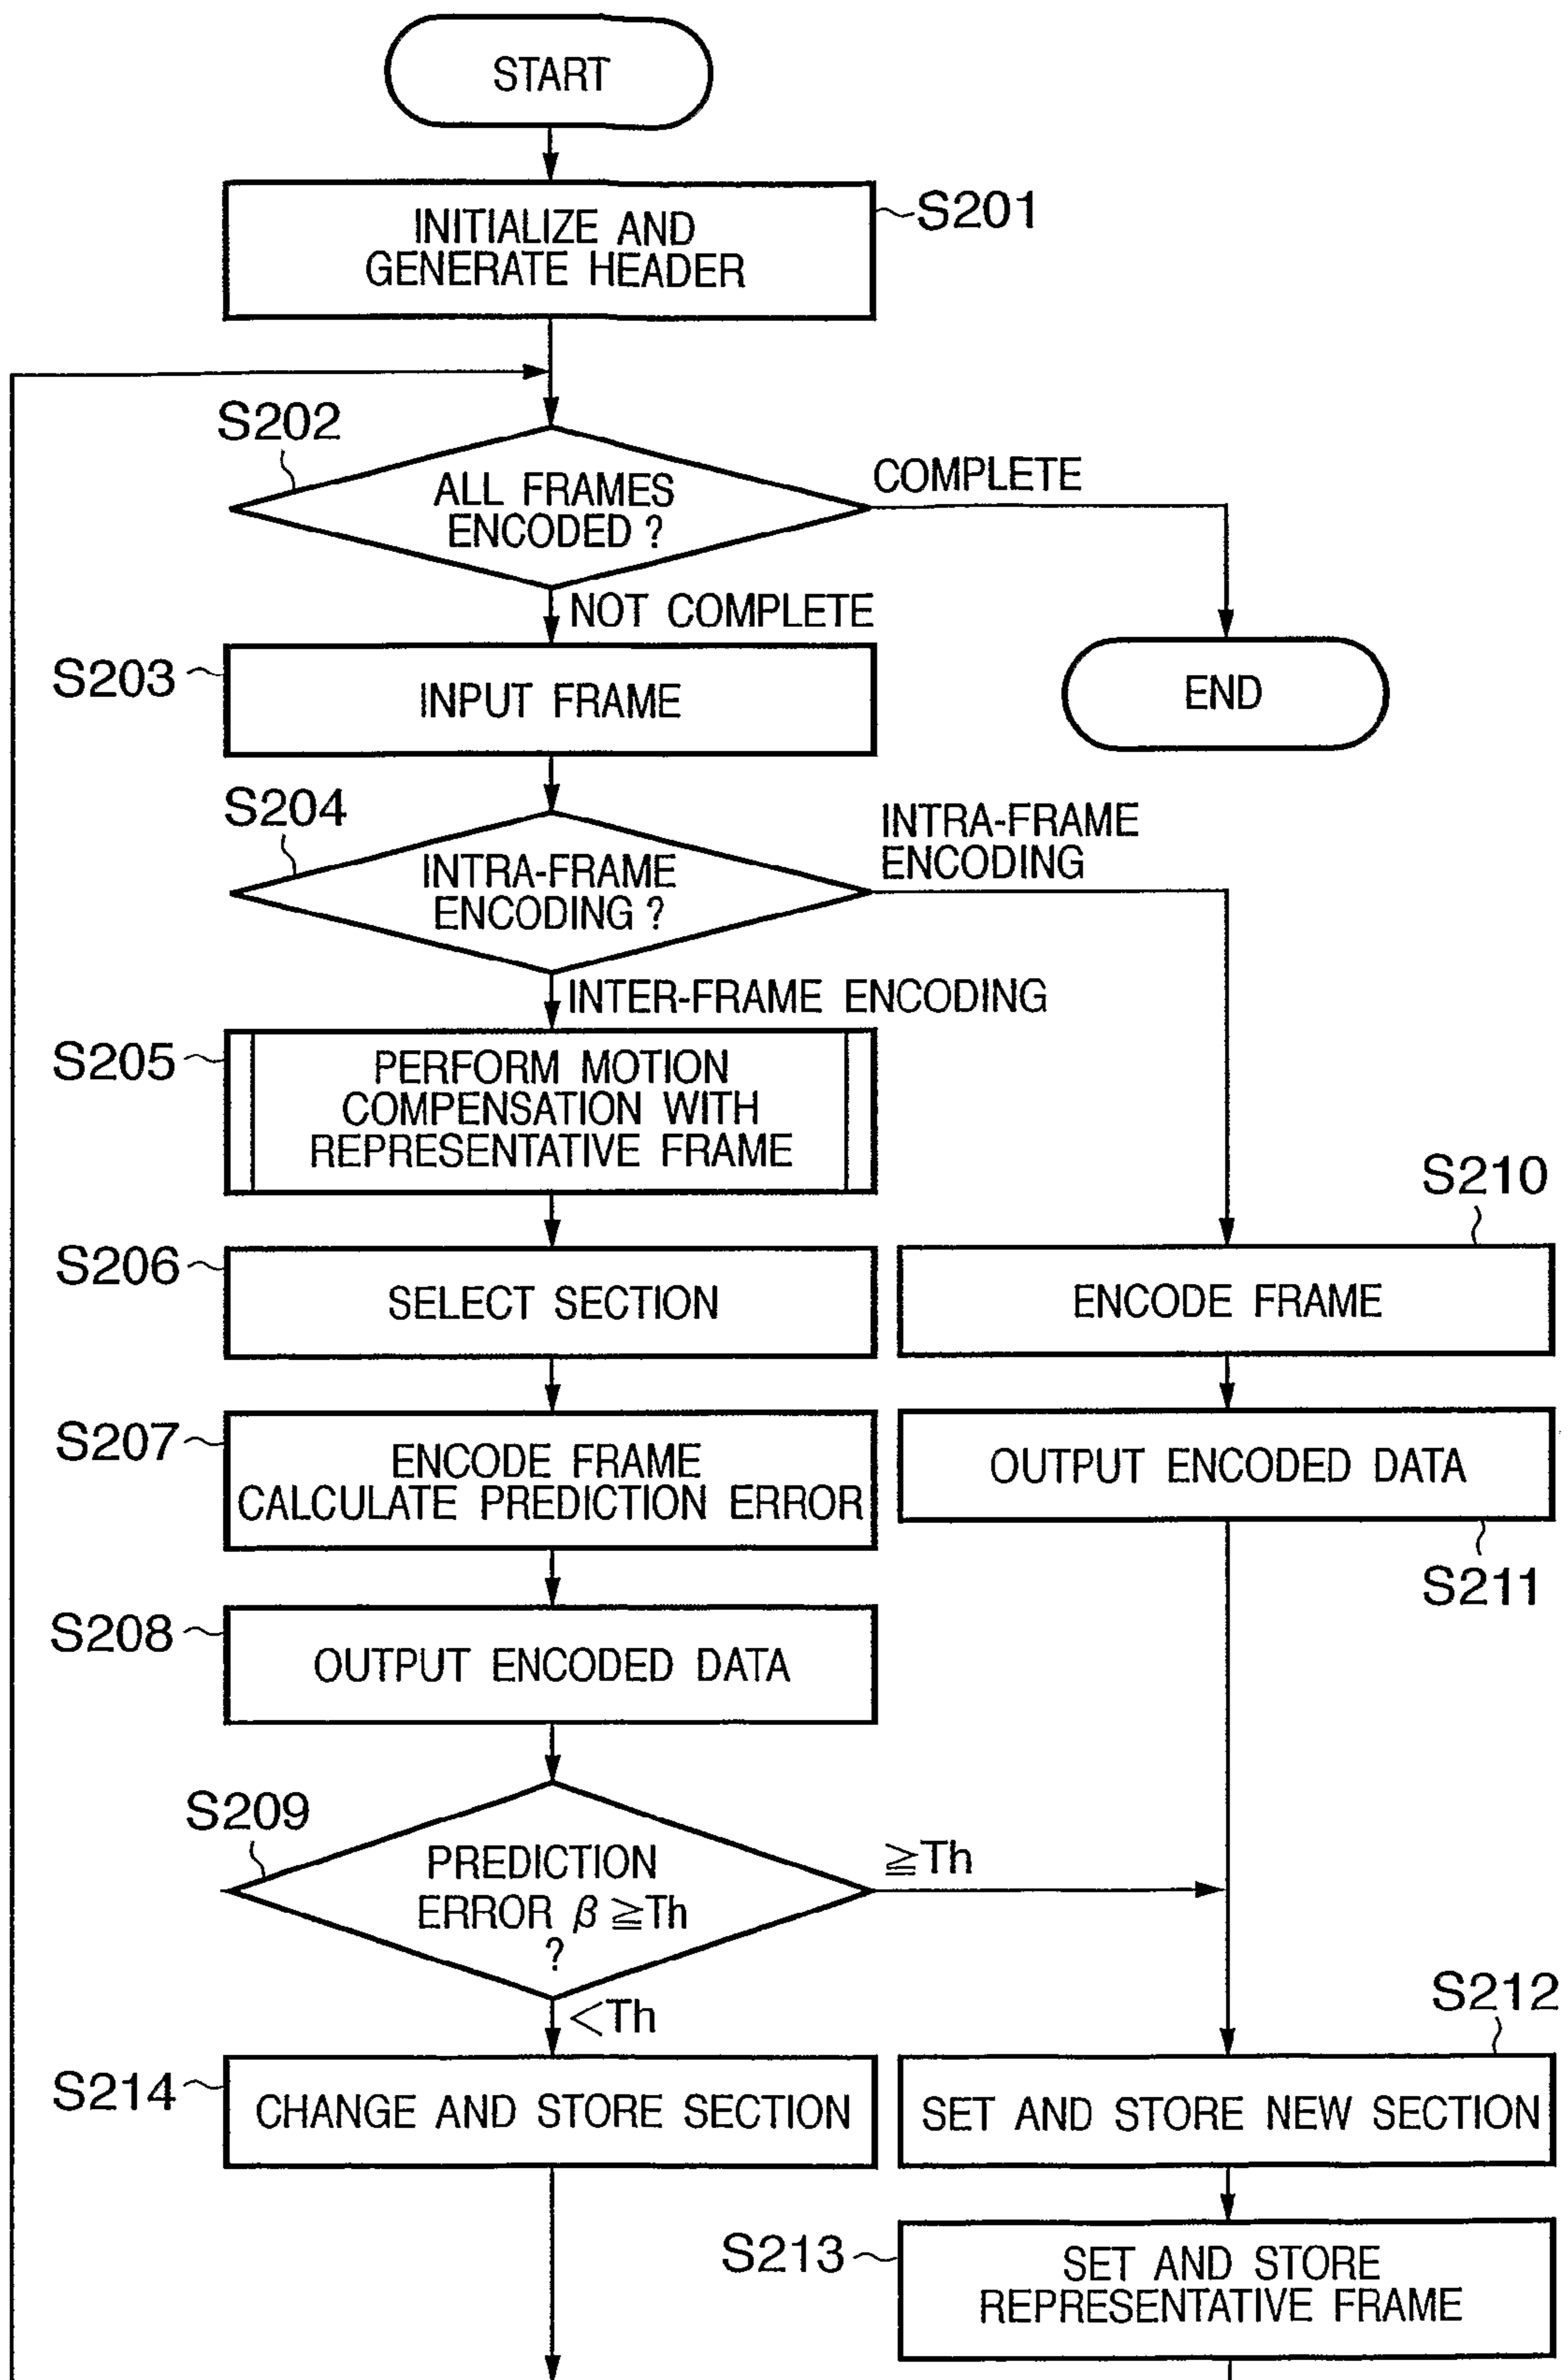 START
INITIALIZE AND
GENERATE HEADER
S201
S202
ALL FRAMES
ENCODED ?
COMPLETE
NOT COMPLETE
S203
INPUT FRAME
END
S204
INTRA-FRAME
ENCODING ?
INTRA-FRAME
ENCODING
INTER-FRAME ENCODING
S205
PERFORM MOTION
COMPENSATION WITH
REPRESENTATIVE FRAME
S206
SELECT SECTION
S210
ENCODE FRAME
S207
ENCODE FRAME
CALCULATE PREDICTION ERROR
OUTPUT ENCODED DATA
S211
S208
OUTPUT ENCODED DATA
S209
PREDICTION
ERROR β ≧Th
?
≧Th
<Th
S212
S214
CHANGE AND STORE SECTION
SET AND STORE NEW SECTION
S213
SET AND STORE
REPRESENTATIVE FRAME